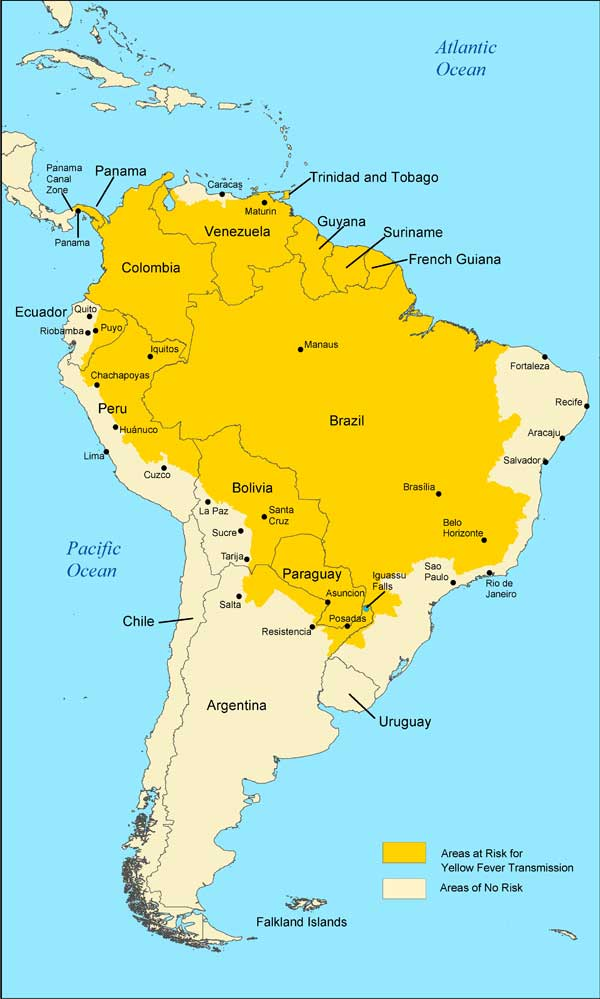 Atlantic
Ocean
Panama
Canal
Zone
Panama
Caracas
Trinidad and Tobago
Maturin
Panama
Venezuela
Guyana
Suriname
French Guiana
Colombia
Ecuador
Quito
Riobamba
Puyo
Iquitos
Manaus
Fortaleza
Chachapoyas
Peru
Recife
Huánuco
Brazil
Aracaju
Lima
Salvador
Cuzco
Bolivia
Brasília
La Paz
Santa
Cruz
Belo
Horizonte
Sucre
Pacific
Ocean
Tarija
Paraguay
Iguassu
Falls
Sao
Paulo
Rio de
Janeiro
Asuncion
Salta
Posadas
Chile
Resistencia
Argentina
Uruguay
Areas at Risk for
Yellow Fever Transmission
Areas of No Risk
Falkland Islands